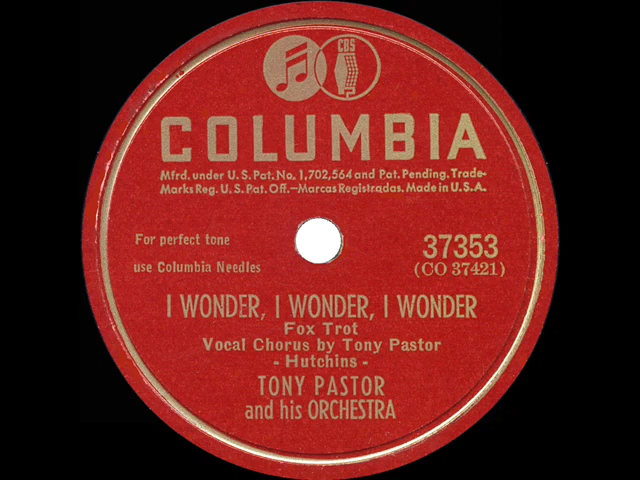 CBS
COLUMBIA
Mfrd. under U.S. Pat. No. 1,702,564 and Pat. Pending. Trade-
Marks Reg. U.S. Pat. Off.—Marcas Registradas. Made in U.S.A.
For perfect tone
use Columbia Needles
37353
(CO 37421)
I WONDER, I WONDER, I WONDER
Fox Trot
Vocal Chorus by Tony Pastor
- Hutchins -
TONY PASTOR
and his ORCHESTRA